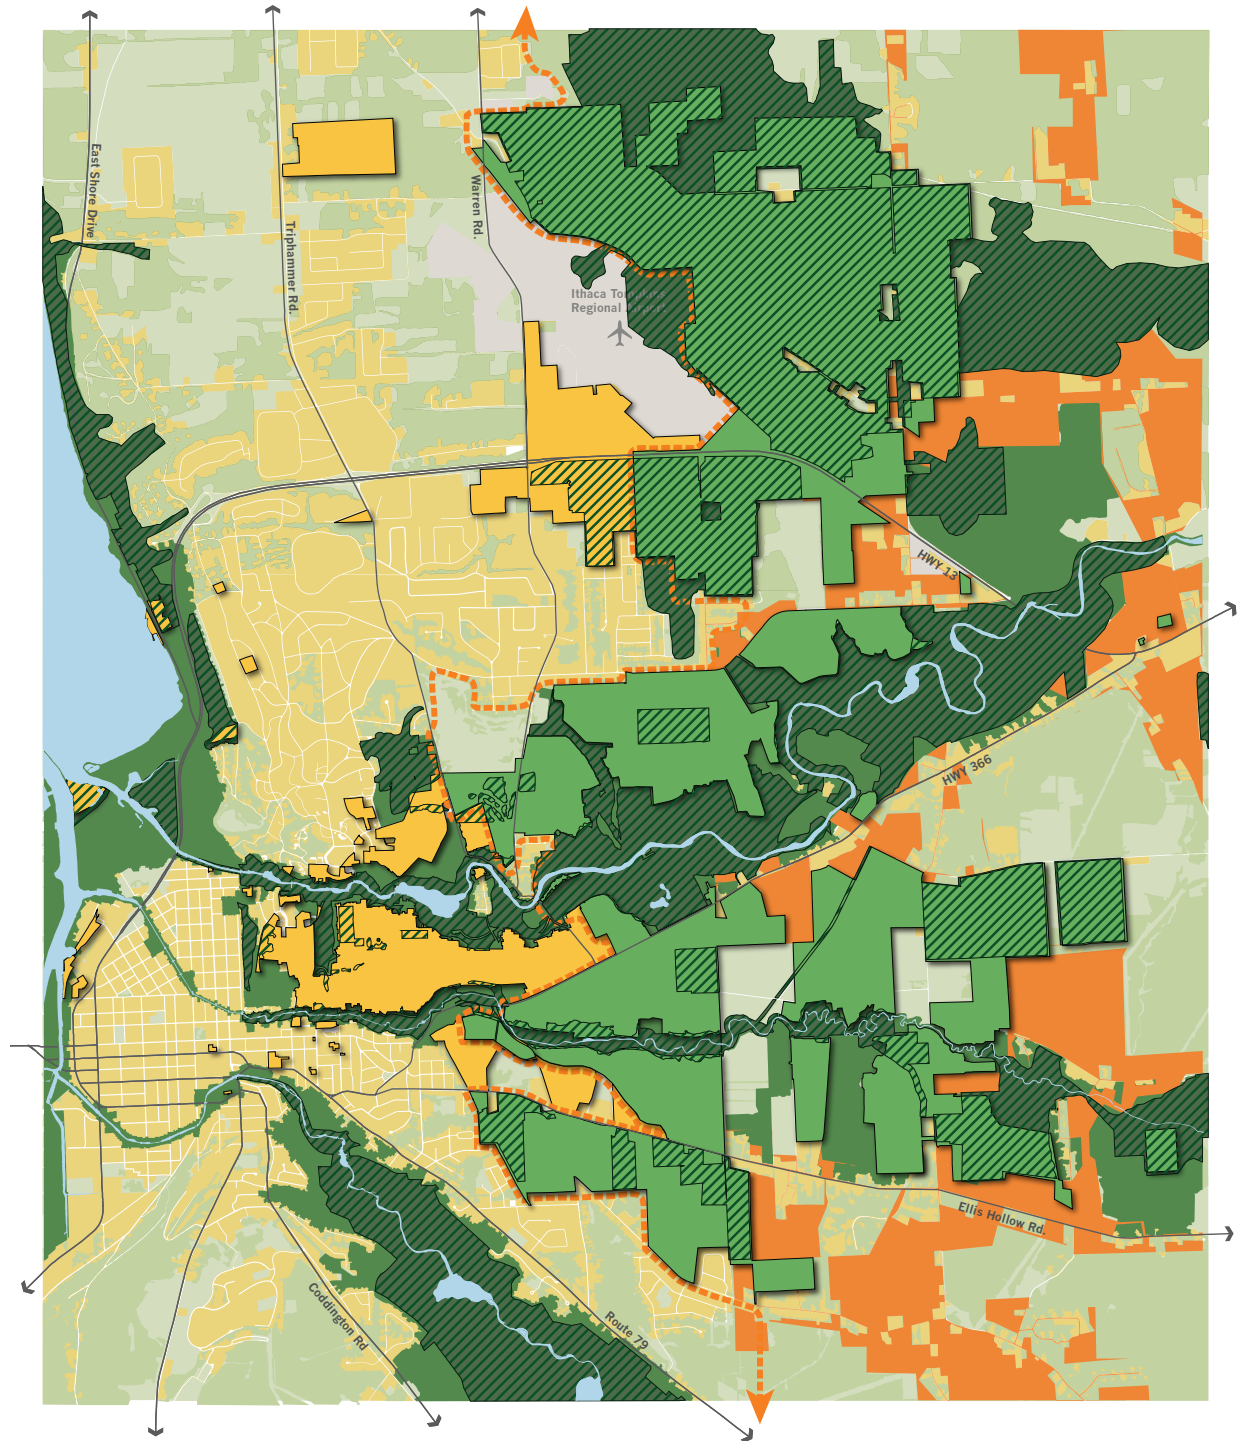 East Shore Drive
Triphammer Rd.
Warren Rd.
Ithaca Tompkins
Regional Airport
HWY 13
HWY 366
Ellis Hollow Rd.
Coddington Rd
Route 79